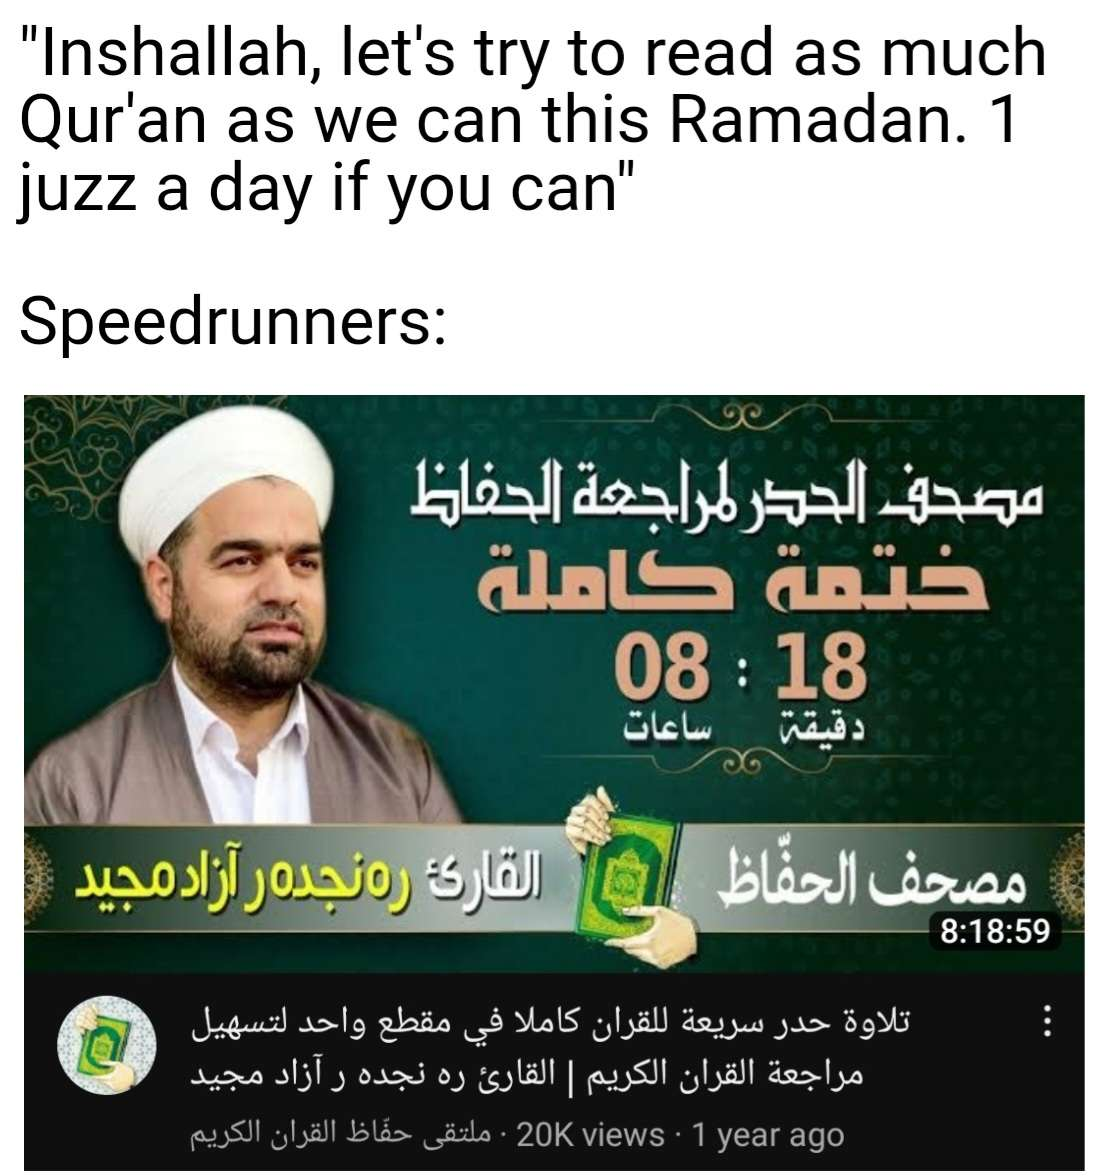 "Inshallah, let's try to read as much
Qur'an as we can this Ramadan. 1
juzz a day if you can"
Speedrunners:
مصحف الحدر لمراجعة الحفاظ
ختمة كاملة
08 : 18
ساعات دقيقة
مصحف الحفّاظ
القارئ رەنجدەر آزاد مجيد
8:18:59
تلاوة حدر سريعة للقران كاملا في مقطع واحد لتسهيل
مراجعة القران الكريم | القارئ ره نجده ر آزاد مجيد
ملتقى حفّاظ القران الكريم · 20K views · 1 year ago